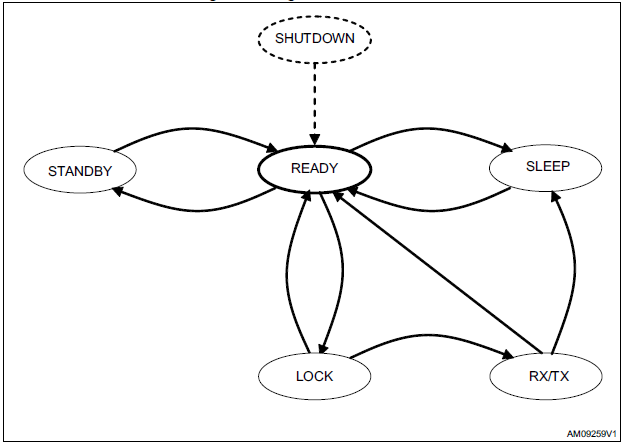 SHUTDOWN
STANDBY
READY
SLEEP
LOCK
RX/TX
AM09259V1